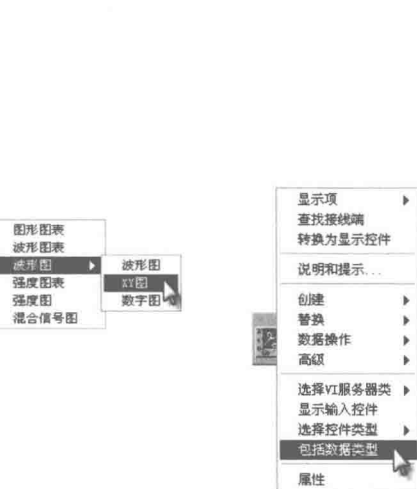 图形图表
波形图表
波形图
强度图表
强度图
混合信号图
波形图
XY图
数字图
显示项
查找接线端
转换为显示控件
说明和提示...
创建
替换
数据操作
高级
选择VI服务器类
显示输入控件
选择控件类型
包括数据类型
属性